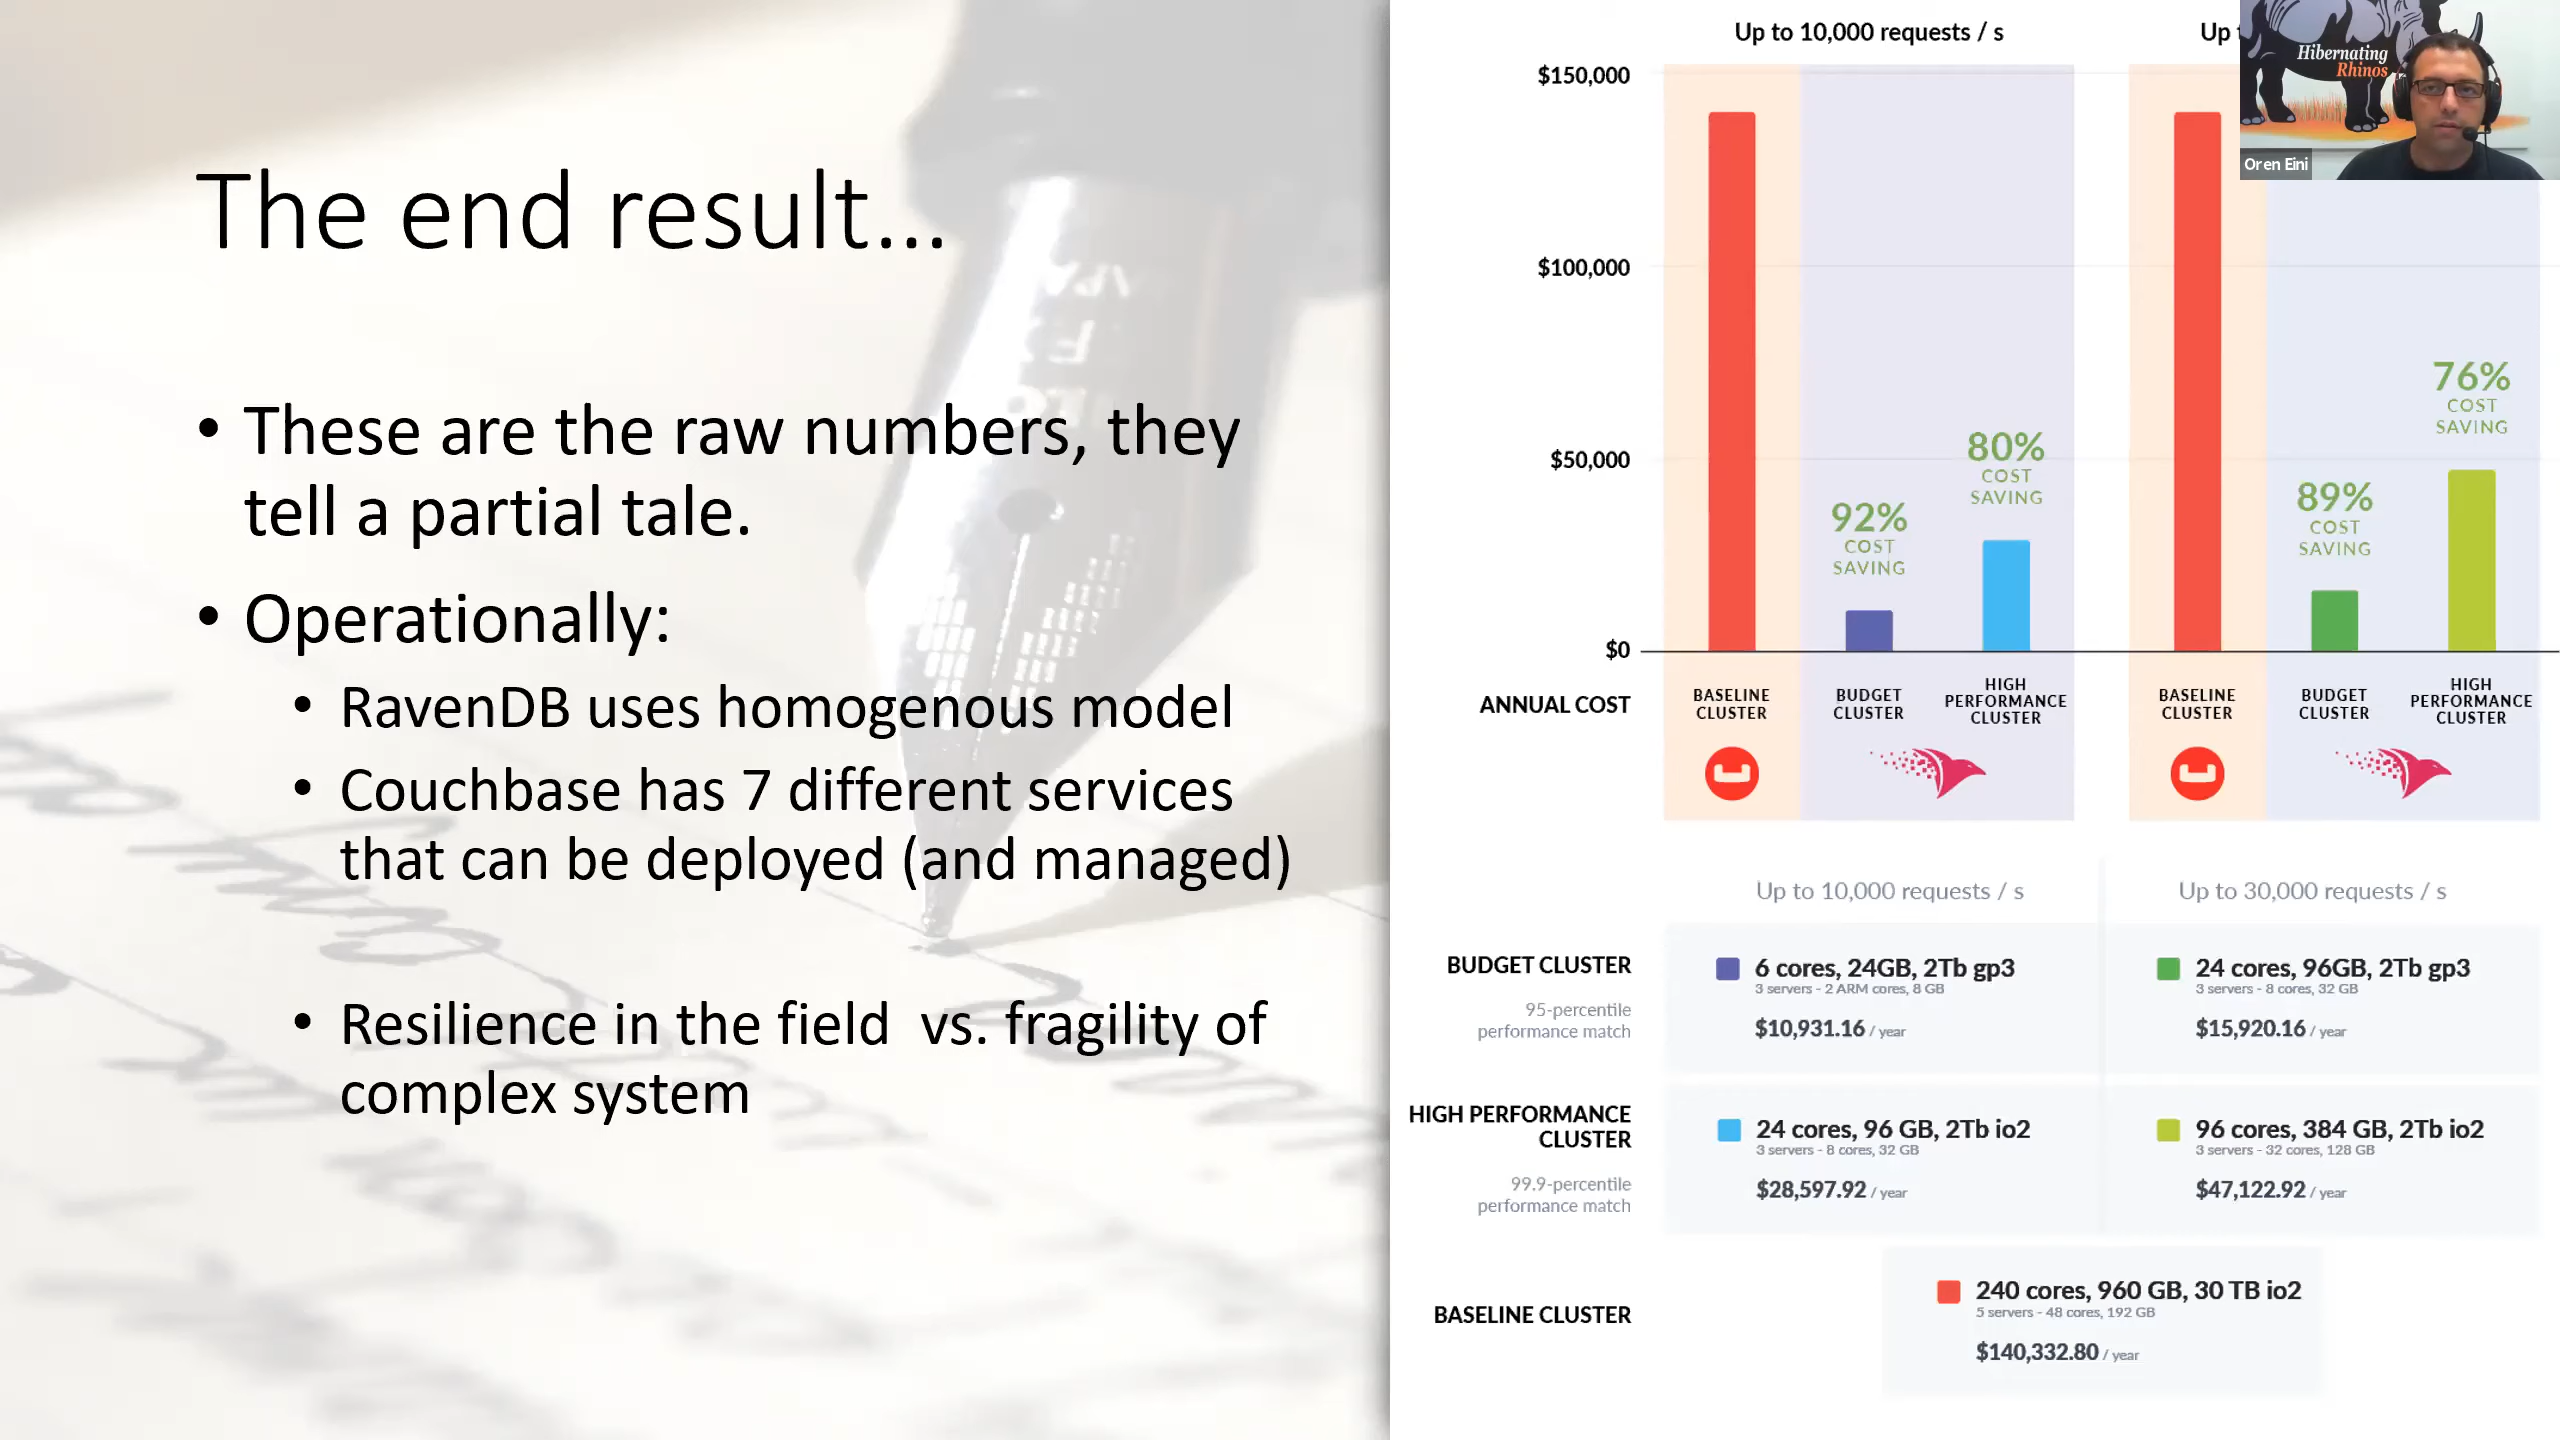 The end result...
• These are the raw numbers, they
tell a partial tale.
• Operationally:
• RavenDB uses homogenous model
• Couchbase has 7 different services
that can be deployed (and managed)
• Resilience in the field  vs. fragility of
complex system
Up to 10,000 requests / s
Up
Hibernating
Rhinos
Oren Eini
$150,000
$100,000
$50,000
$0
92%
COST
SAVING
80%
COST
SAVING
89%
COST
SAVING
76%
COST
SAVING
ANNUAL COST
BASELINE
CLUSTER
BUDGET
CLUSTER
HIGH
PERFORMANCE
CLUSTER
BASELINE
CLUSTER
BUDGET
CLUSTER
HIGH
PERFORMANCE
CLUSTER
Up to 10,000 requests / s
Up to 30,000 requests / s
BUDGET CLUSTER
95-percentile
performance match
6 cores, 24GB, 2Tb gp3
3 servers - 2 ARM cores, 8 GB
$10,931.16 / year
24 cores, 96GB, 2Tb gp3
3 servers - 8 cores, 32 GB
$15,920.16 / year
HIGH PERFORMANCE
CLUSTER
99.9-percentile
performance match
24 cores, 96 GB, 2Tb io2
3 servers - 8 cores, 32 GB
$28,597.92 / year
96 cores, 384 GB, 2Tb io2
3 servers - 32 cores, 128 GB
$47,122.92 / year
BASELINE CLUSTER
240 cores, 960 GB, 30 TB io2
5 servers - 48 cores, 192 GB
$140,332.80 / year